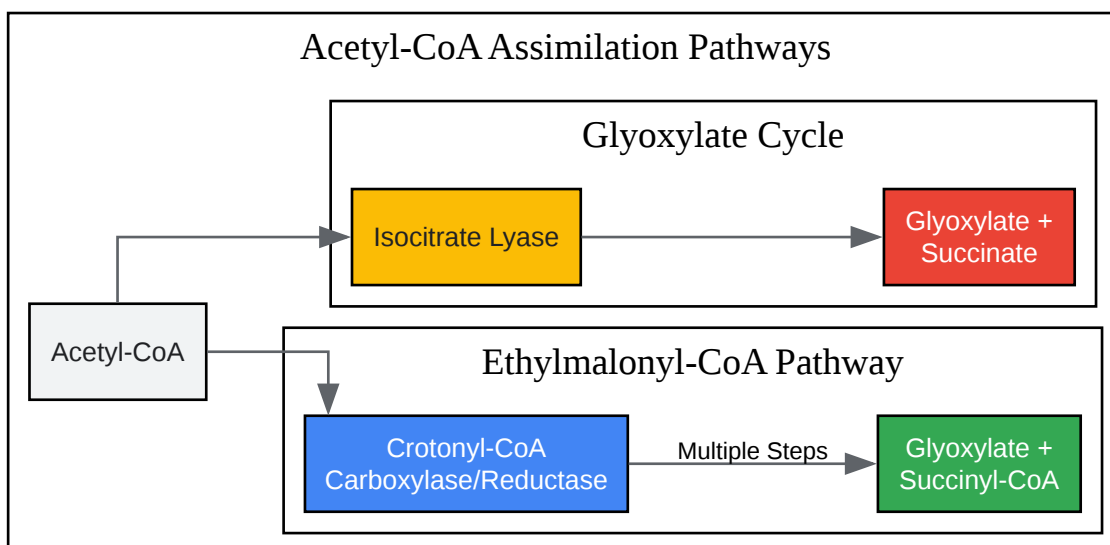 Acetyl-CoA Assimilation Pathways
Glyoxylate Cycle
Isocitrate Lyase
Glyoxylate +
Succinate
Acetyl-CoA
Ethylmalonyl-CoA Pathway
Crotonyl-CoA
Carboxylase/Reductase
Multiple Steps
Glyoxylate +
Succinyl-CoA